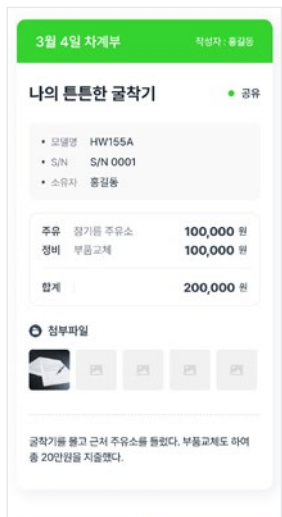 3월 4일 차계부
작성자 : 홍길동
나의 튼튼한 굴착기
공유
• 모델명 HW155A
• S/N S/N 0001
• 소유자 홍길동
주유 참기름 주유소 100,000 원
정비 부품교체 100,000 원
합계 200,000 원
첨부파일
굴착기를 몰고 근처 주유소를 들렀다. 부품교체도 하여
총 20만원을 지출했다.